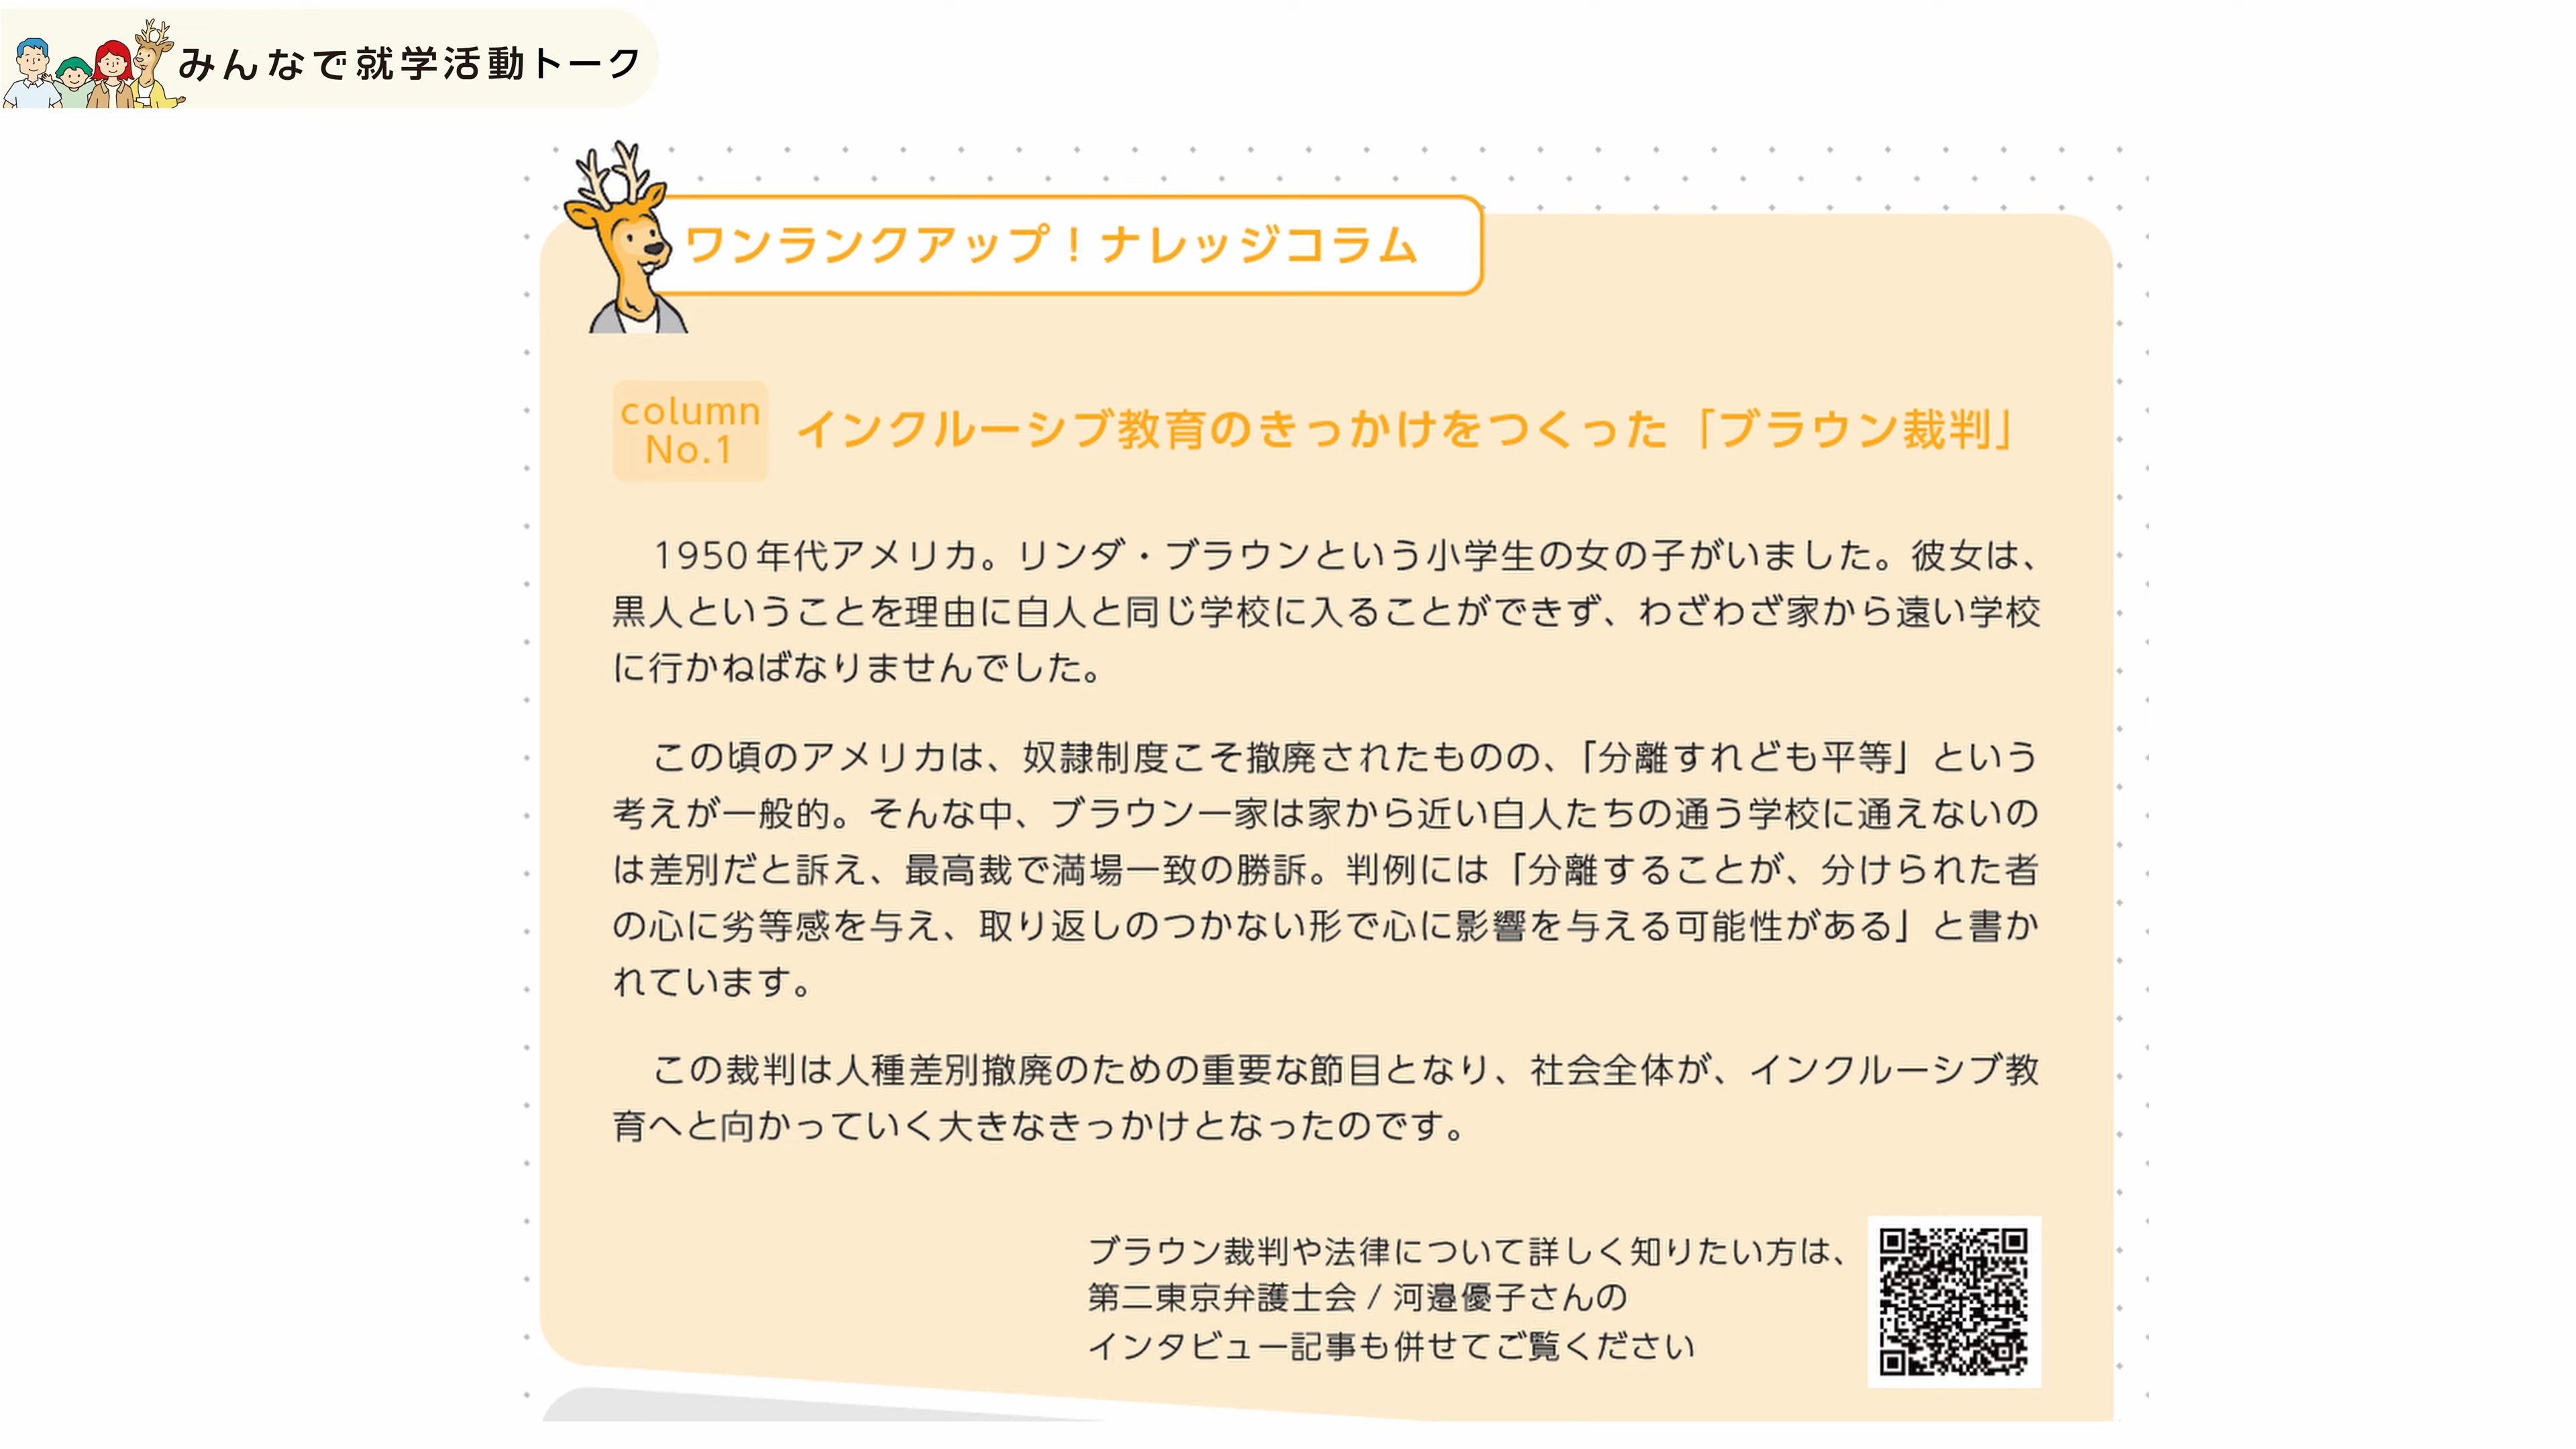 みんなで就学活動トーク
ワンランクアップ！ナレッジコラム
column
No.1
インクルーシブ教育のきっかけをつくった「ブラウン裁判」
1950年代アメリカ。リンダ・ブラウンという小学生の女の子がいました。彼女は、
黒人ということを理由に白人と同じ学校に入ることができず、わざわざ家から遠い学校
に行かねばなりませんでした。
この頃のアメリカは、奴隷制度こそ撤廃されたものの、「分離すれども平等」という
考えが一般的。そんな中、ブラウン一家は家から近い白人たちの通う学校に通えないの
は差別だと訴え、最高裁で満場一致の勝訴。判例には「分離することが、分けられた者
の心に劣等感を与え、取り返しのつかない形で心に影響を与える可能性がある」と書か
れています。
この裁判は人種差別撤廃のための重要な節目となり、社会全体が、インクルーシブ教
育へと向かっていく大きなきっかけとなったのです。
ブラウン裁判や法律について詳しく知りたい方は、
第二東京弁護士会 / 河邉優子さんの
インタビュー記事も併せてご覧ください